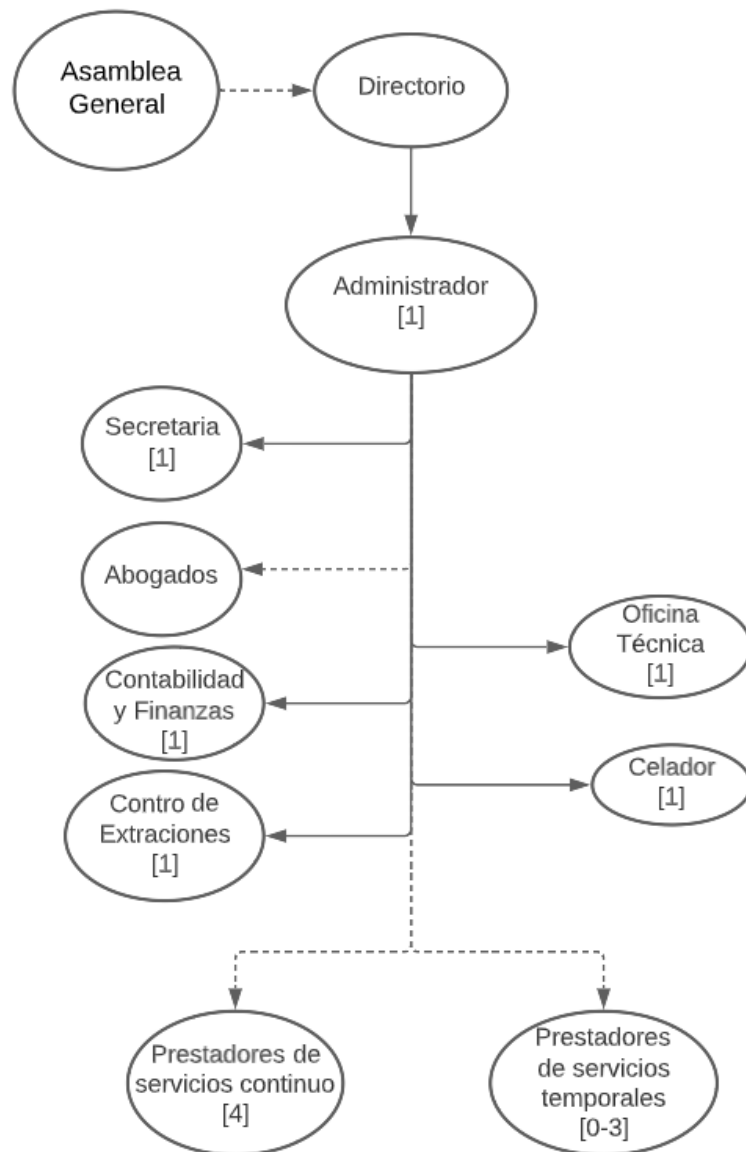 Asamblea
General
Directorio
Administrador
[1]
Secretaria
[1]
Abogados
Oficina
Técnica
[1]
Contabilidad
y Finanzas
[1]
Celador
[1]
Contro de
Extraciones
[1]
Prestadores de
servicios continuo
[4]
Prestadores
de servicios
temporales
[0-3]